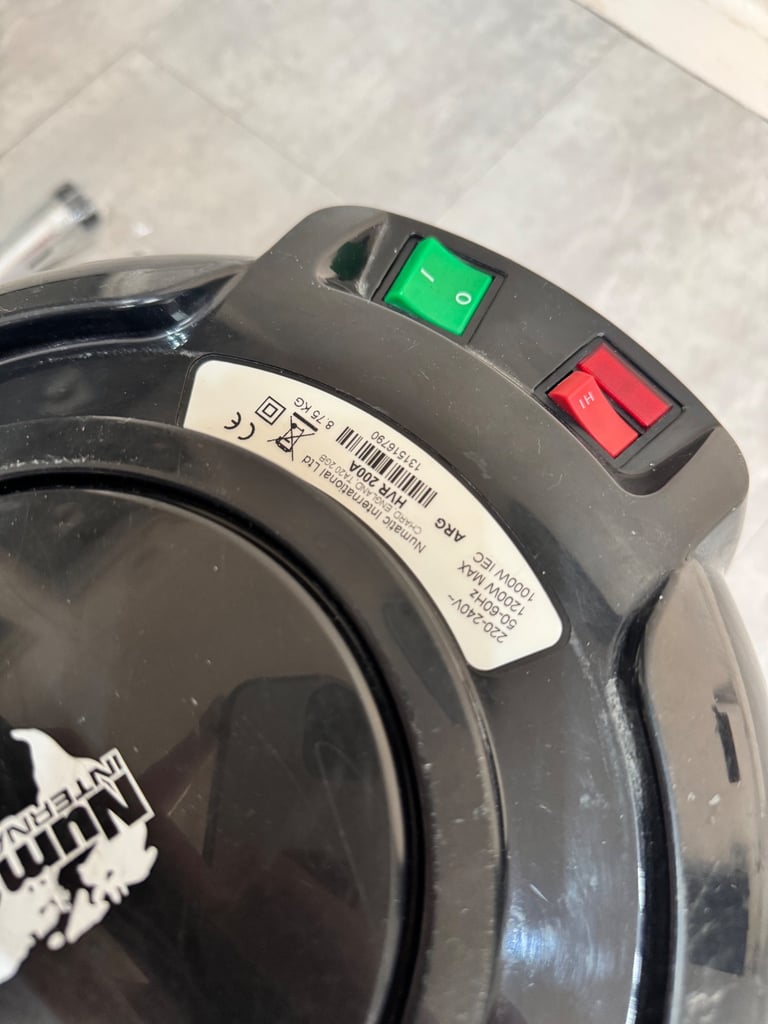 I O
HI
220-240V~
50-60Hz
1200W MAX
1000W IEC
Numatic International Ltd
CHARD ENGLAND TA20 2GB
HVR 200A
ARG
131516790
8.75 KG
CE
Num
INTERNA